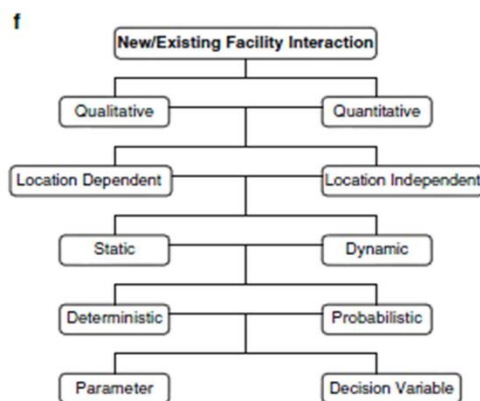 f
New/Existing Facility Interaction
Qualitative
Quantitative
Location Dependent
Location Independent
Static
Dynamic
Deterministic
Probabilistic
Parameter
Decision Variable